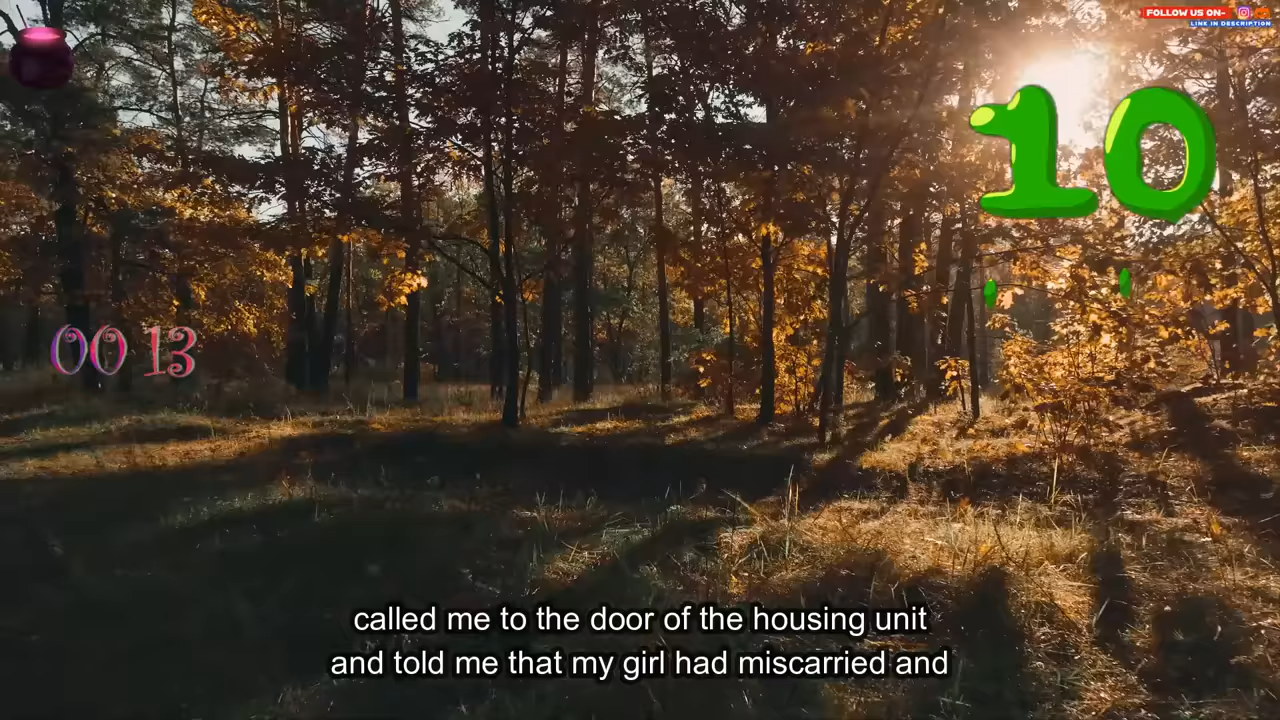 FOLLOW US ON-
LINK IN DESCRIPTION
10
00 13
called me to the door of the housing unit
and told me that my girl had miscarried and